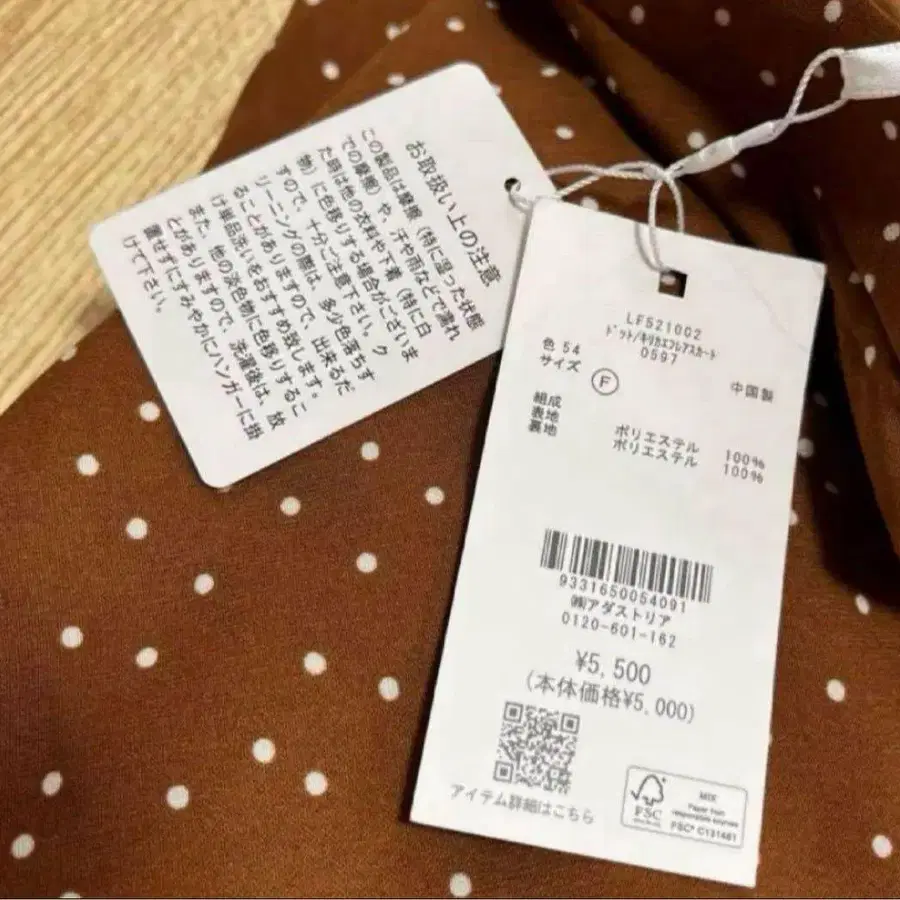 お取扱い上の注意
この製品は摩擦（特に湿った状態
での摩擦）や、汗や雨などで濡れ
た時は他の衣料や下着（特に白
物）に色移りする場合がございま
すので、十分ご注意下さい。ク
リーニングの際は、多少色落ちす
ることがありますので、出来るだ
け単品洗いをおすすめ致します。
また、他の淡色物に色移りするこ
とがありますので、洗濯後は、放
置せずにすみやかにハンガーに掛
けて下さい。
LF521002
ﾄﾞｯﾄ/ｷﾘｶｴﾌﾚｱｽｶｰﾄ
0597
色 54
サイズ Ⓕ
中国製
組成
表地 ポリエステル 100%
裏地 ポリエステル 100%
9331650054091
㈱アダストリア
0120-601-162
¥5,500
(本体価格¥5,000)
アイテム詳細はこちら
FSC
MIX
Paper from
responsible sources
FSC® C131481